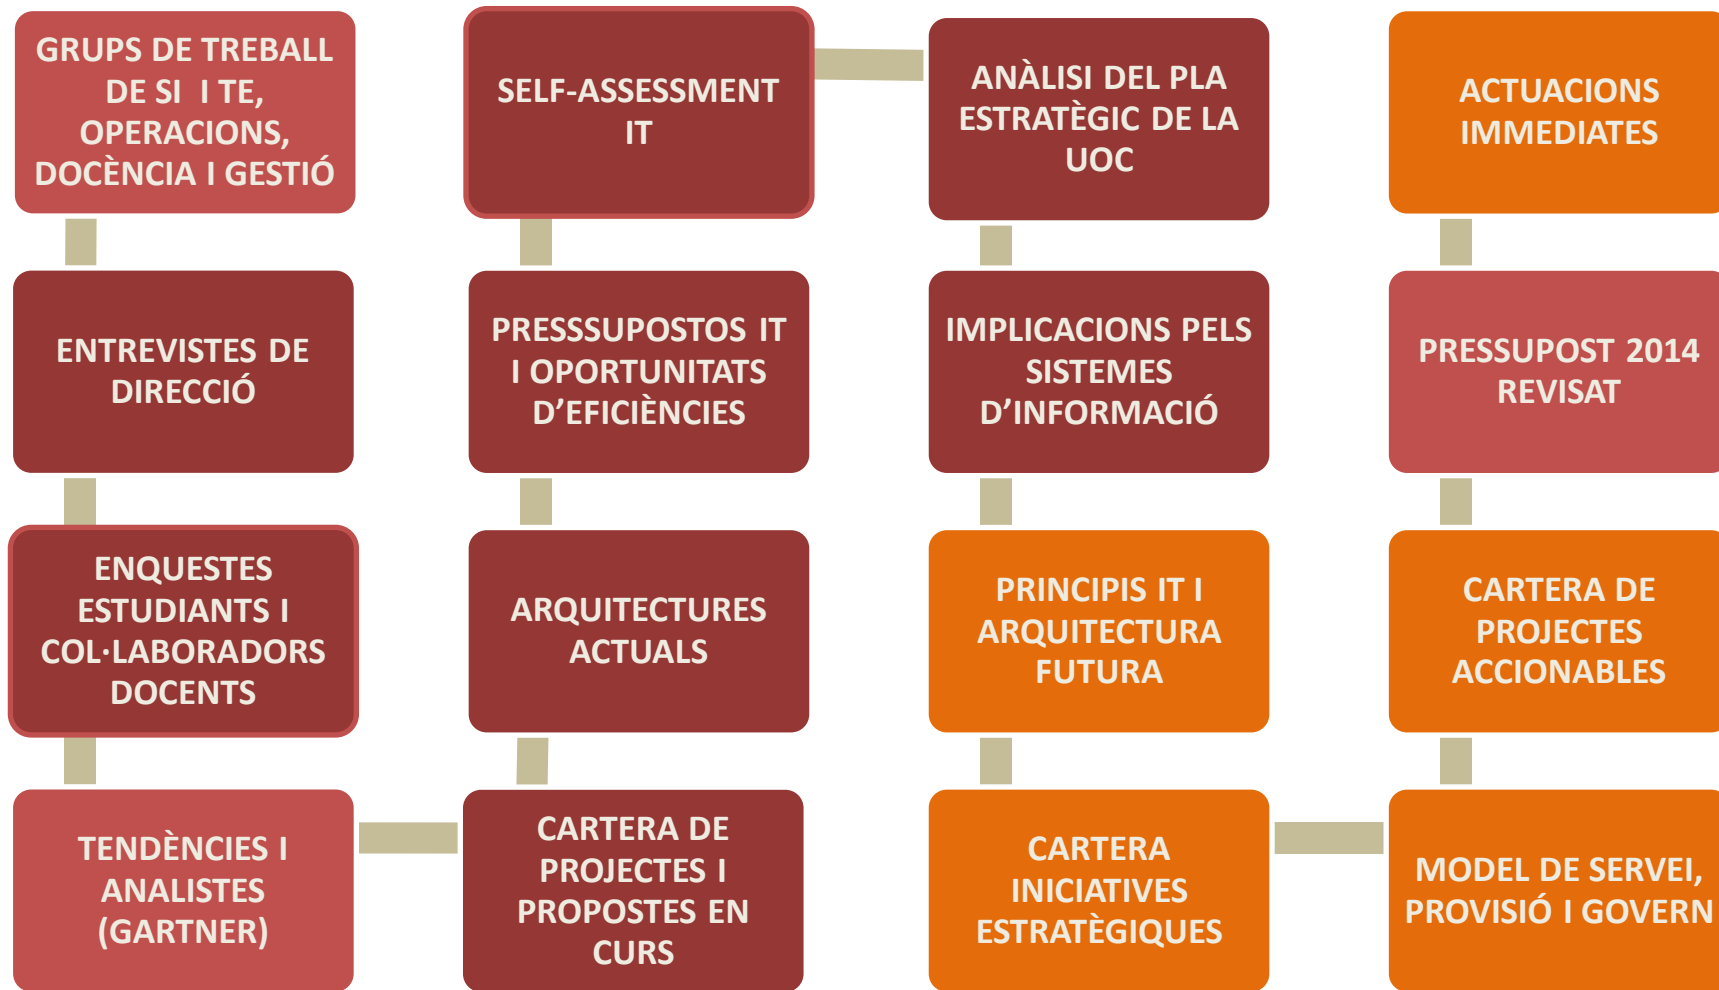 GRUPS DE TREBALL
DE SI I TE,
OPERACIONS,
DOCÈNCIA I GESTIÓ
ENTREVISTES DE
DIRECCIÓ
ENQUESTES
ESTUDIANTS I
COL·LABORADORS
DOCENTS
TENDÈNCIES I
ANALISTES
(GARTNER)
CARTERA DE
PROJECTES I
PROPOSTES EN
CURS
ARQUITECTURES
ACTUALS
PRESSSUPOSTOS IT
I OPORTUNITATS
D’EFICIÈNCIES
SELF-ASSESSMENT
IT
ANÀLISI DEL PLA
ESTRATÈGIC DE LA
UOC
IMPLICACIONS PELS
SISTEMES
D’INFORMACIÓ
PRINCIPIS IT I
ARQUITECTURA
FUTURA
CARTERA
INICIATIVES
ESTRATÈGIQUES
MODEL DE SERVEI,
PROVISIÓ I GOVERN
CARTERA DE
PROJECTES
ACCIONABLES
PRESSUPOST 2014
REVISAT
ACTUACIONS
IMMEDIATES